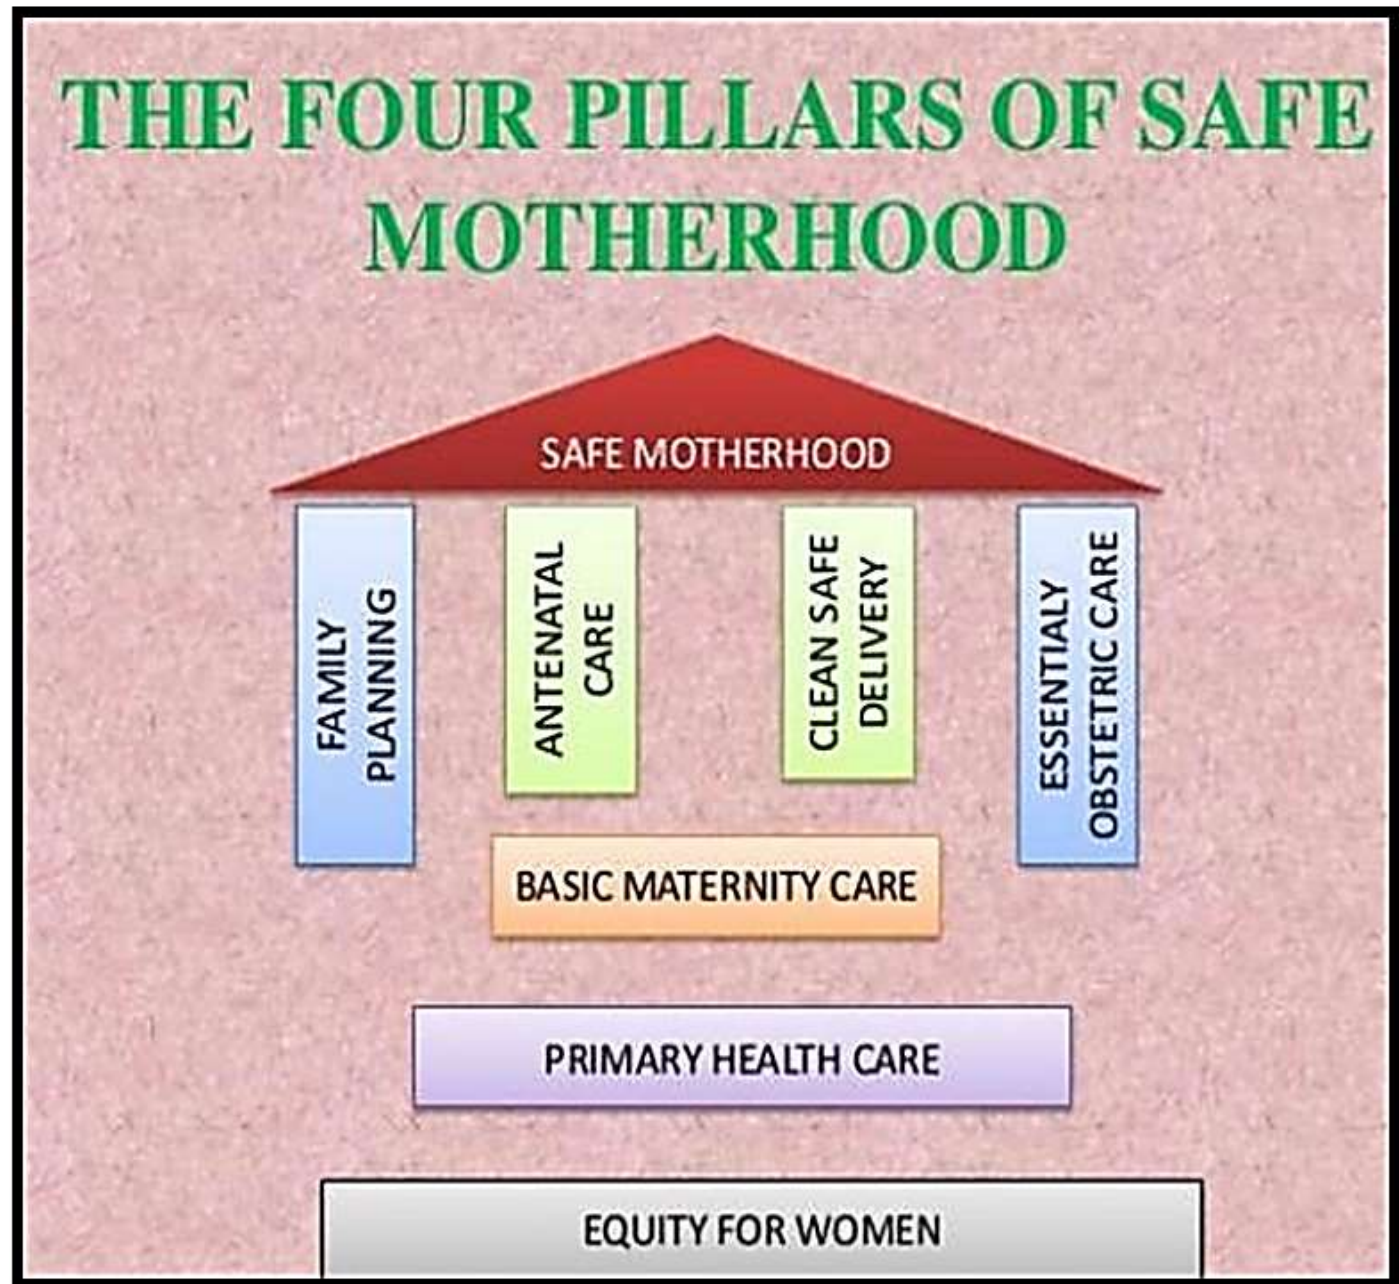 THE FOUR PILLARS OF SAFE
MOTHERHOOD
SAFE MOTHERHOOD
FAMILY
PLANNING
ANTENATAL
CARE
CLEAN SAFE
DELIVERY
ESSENTIALY
OBSTETRIC CARE
BASIC MATERNITY CARE
PRIMARY HEALTH CARE
EQUITY FOR WOMEN